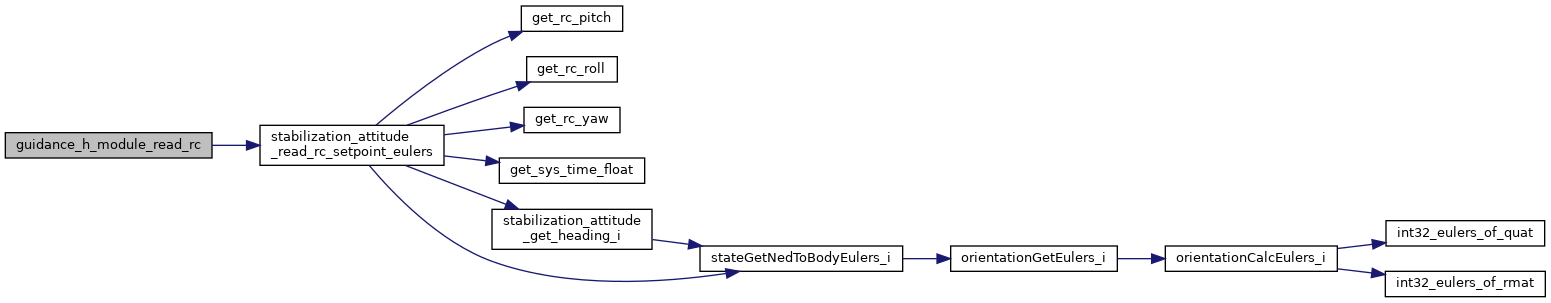 get_rc_pitch
get_rc_roll
get_rc_yaw
guidance_h_module_read_rc
stabilization_attitude
_read_rc_setpoint_eulers
get_sys_time_float
stabilization_attitude
_get_heading_i
stateGetNedToBodyEulers_i
orientationGetEulers_i
orientationCalcEulers_i
int32_eulers_of_quat
int32_eulers_of_rmat